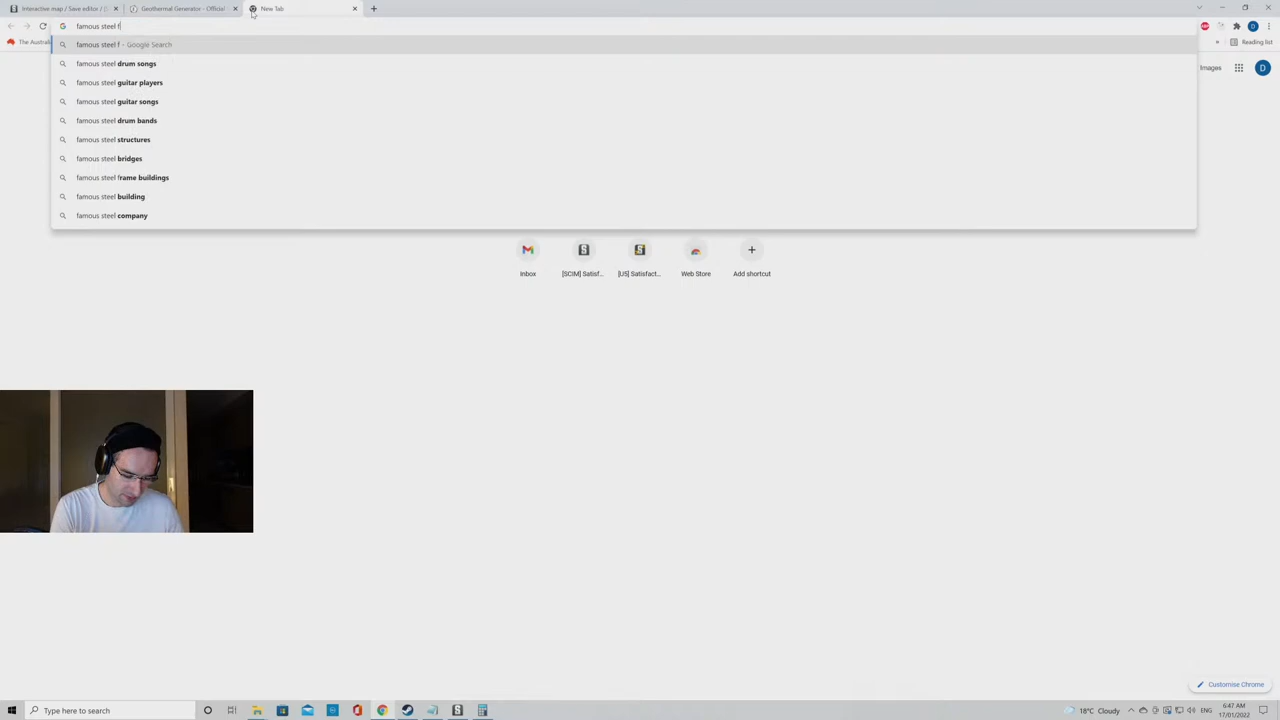 Interactive map / Save editor / [
Geothermal Generator - Official
New Tab
famous steel f
The Australia
Reading list
famous steel f - Google Search
famous steel drum songs
famous steel guitar players
famous steel guitar songs
famous steel drum bands
famous steel structures
famous steel bridges
famous steel frame buildings
famous steel building
famous steel company
Images
D
D
Inbox
[SCIM] Satisf...
[US] Satisfact...
Web Store
Add shortcut
Customise Chrome
Type here to search
18°C Cloudy
ENG
6:47 AM
17/01/2022